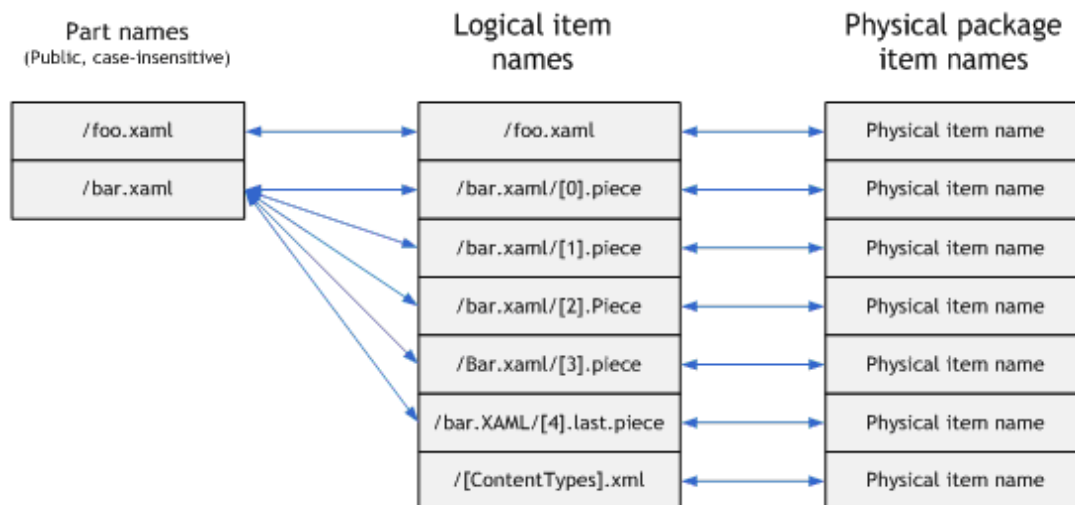 Part names
(Public, case-insensitive)
Logical item
names
Physical package
item names
/foo.xaml
/foo.xaml
Physical item name
/bar.xaml
/bar.xaml/[0].piece
Physical item name
/bar.xaml/[1].piece
Physical item name
/bar.xaml/[2].Piece
Physical item name
/Bar.xaml/[3].piece
Physical item name
/bar.XAML/[4].last.piece
Physical item name
/[ContentTypes].xml
Physical item name